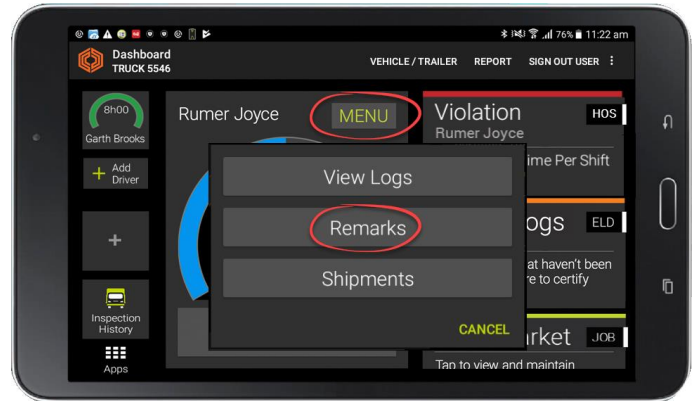 76% 11:22 am
Dashboard
TRUCK 5546
VEHICLE / TRAILER REPORT SIGN OUT USER
8h00
Garth Brooks
+ Add
Driver
+
Inspection
History
Apps
Rumer Joyce MENU
View Logs
Remarks
Shipments
CANCEL
Violation HOS
Rumer Joyce
ime Per Shift
ogs ELD
at haven't been
re to certify
rket JOB
Tap to view and maintain